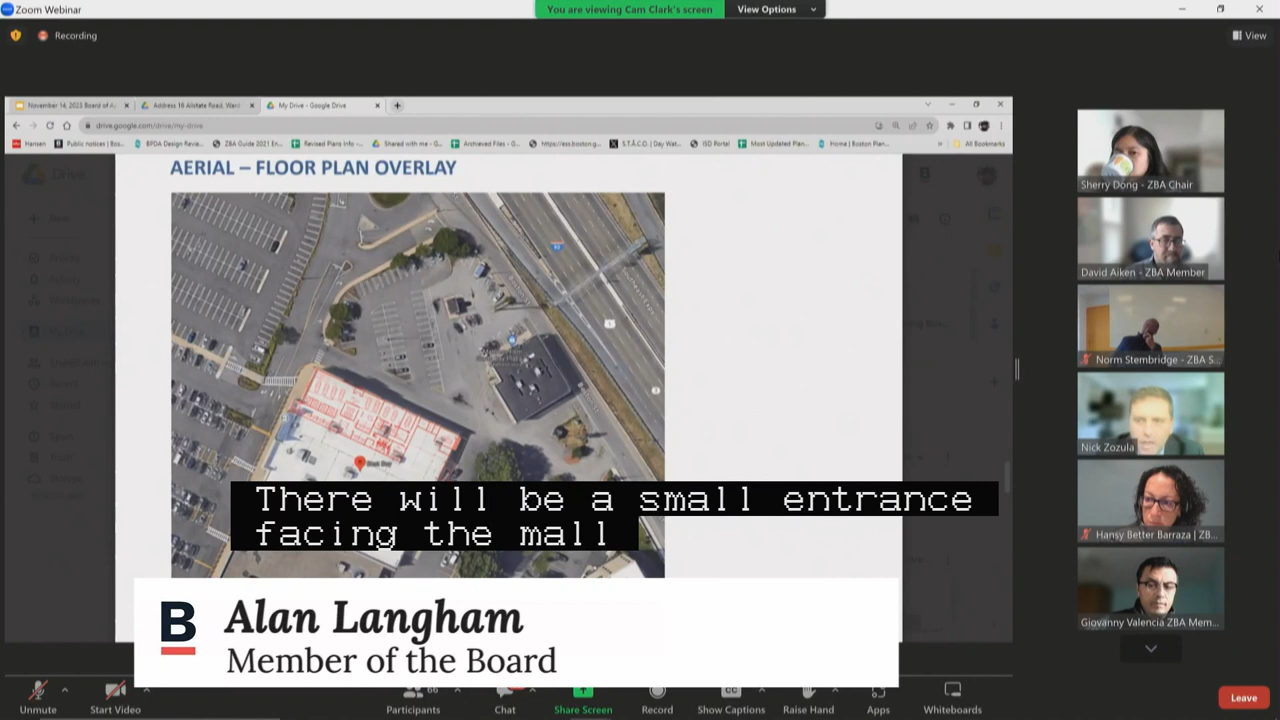 Zoom Webinar
You are viewing Cam Clark's screen
View Options
Recording
View
November 14, 2023 Board of A
Address 16 Allstate Road, Ward
My Drive - Google Drive
drive.google.com/drive/my-drive
Hansen
Public notices | Bos...
BPDA Design Revie...
ZBA Guide 2021 En...
Revised Plans Info -...
Shared with me - G...
Archieved Files - G...
https://ess.boston.g...
S.T.A.C.O. | Day Wat...
ISD Portal
Most Updated Plan...
Home | Boston Plan...
All Bookmarks
Drive
New
AERIAL – FLOOR PLAN OVERLAY
There will be a small entrance
facing the mall
B
Alan Langham
Member of the Board
Sherry Dong - ZBA Chair
David Aiken - ZBA Member
Norm Stembridge - ZBA S...
Nick Zozula
Hansy Better Barraza | ZB...
Giovanny Valencia ZBA Mem...
Unmute
Start Video
Participants
66
Chat
Share Screen
Record
CC
Show Captions
Raise Hand
Apps
Whiteboards
Leave